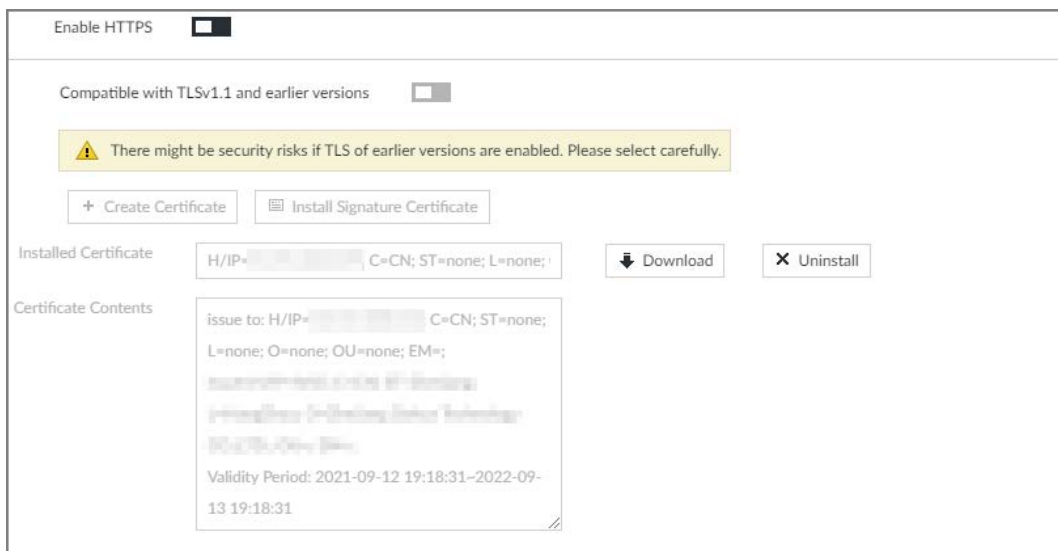 Enable HTTPS
Compatible with TLSv1.1 and earlier versions
There might be security risks if TLS of earlier versions are enabled. Please select carefully.
+ Create Certificate Install Signature Certificate
Installed Certificate H/IP= C=CN; ST=none; L=none; Download X Uninstall
Certificate Contents
issue to: H/IP= C=CN; ST=none;
L=none; O=none; OU=none; EM=;
Validity Period: 2021-09-12 19:18:31~2022-09-
13 19:18:31